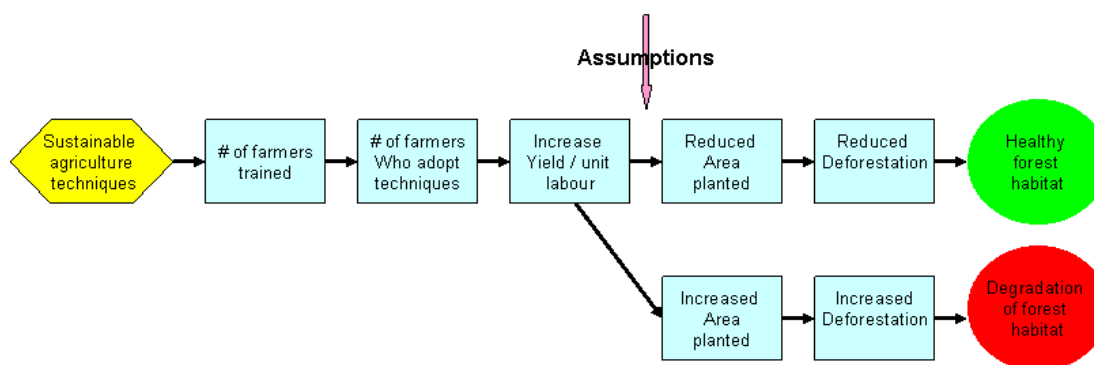 Assumptions
Sustainable
agriculture
techniques
# of farmers
trained
# of farmers
Who adopt
techniques
Increase
Yield / unit
labour
Reduced
Area
planted
Reduced
Deforestation
Healthy
forest
habitat
Increased
Area
planted
Increased
Deforestation
Degradation
of forest
habitat